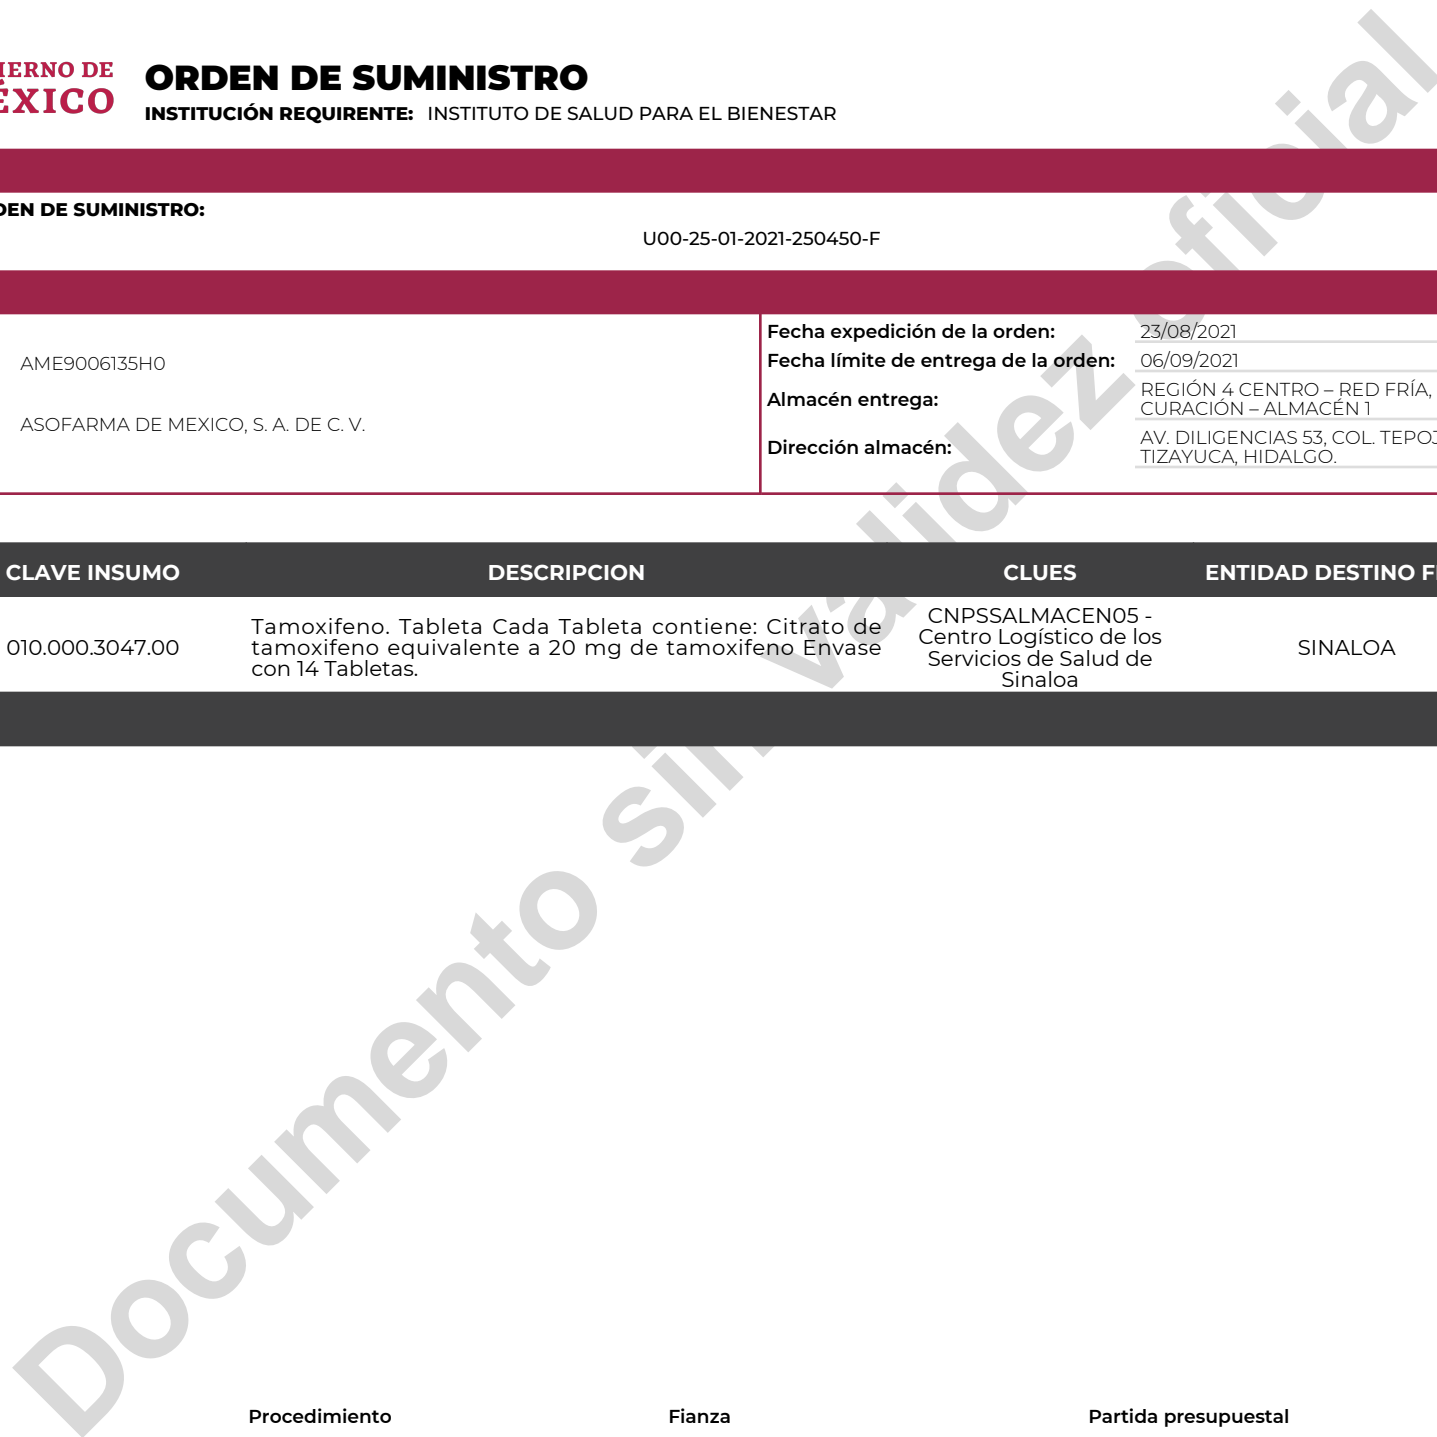 IERNO DE
ÉXICO
ORDEN DE SUMINISTRO
INSTITUCIÓN REQUIRENTE: INSTITUTO DE SALUD PARA EL BIENESTAR
DEN DE SUMINISTRO:
U00-25-01-2021-250450-F
AME9006135H0
ASOFARMA DE MEXICO, S. A. DE C. V.
Fecha expedición de la orden: 23/08/2021
Fecha límite de entrega de la orden: 06/09/2021
Almacén entrega: REGIÓN 4 CENTRO – RED FRÍA,
CURACIÓN – ALMACÉN 1
Dirección almacén: AV. DILIGENCIAS 53, COL. TEPOJ
TIZAYUCA, HIDALGO.
CLAVE INSUMO DESCRIPCION CLUES ENTIDAD DESTINO FI
010.000.3047.00
Tamoxifeno. Tableta Cada Tableta contiene: Citrato de
tamoxifeno equivalente a 20 mg de tamoxifeno Envase
con 14 Tabletas.
CNPSSALMACEN05 -
Centro Logístico de los
Servicios de Salud de
Sinaloa
SINALOA
Documento sin validez oficial
Procedimiento Fianza Partida presupuestal